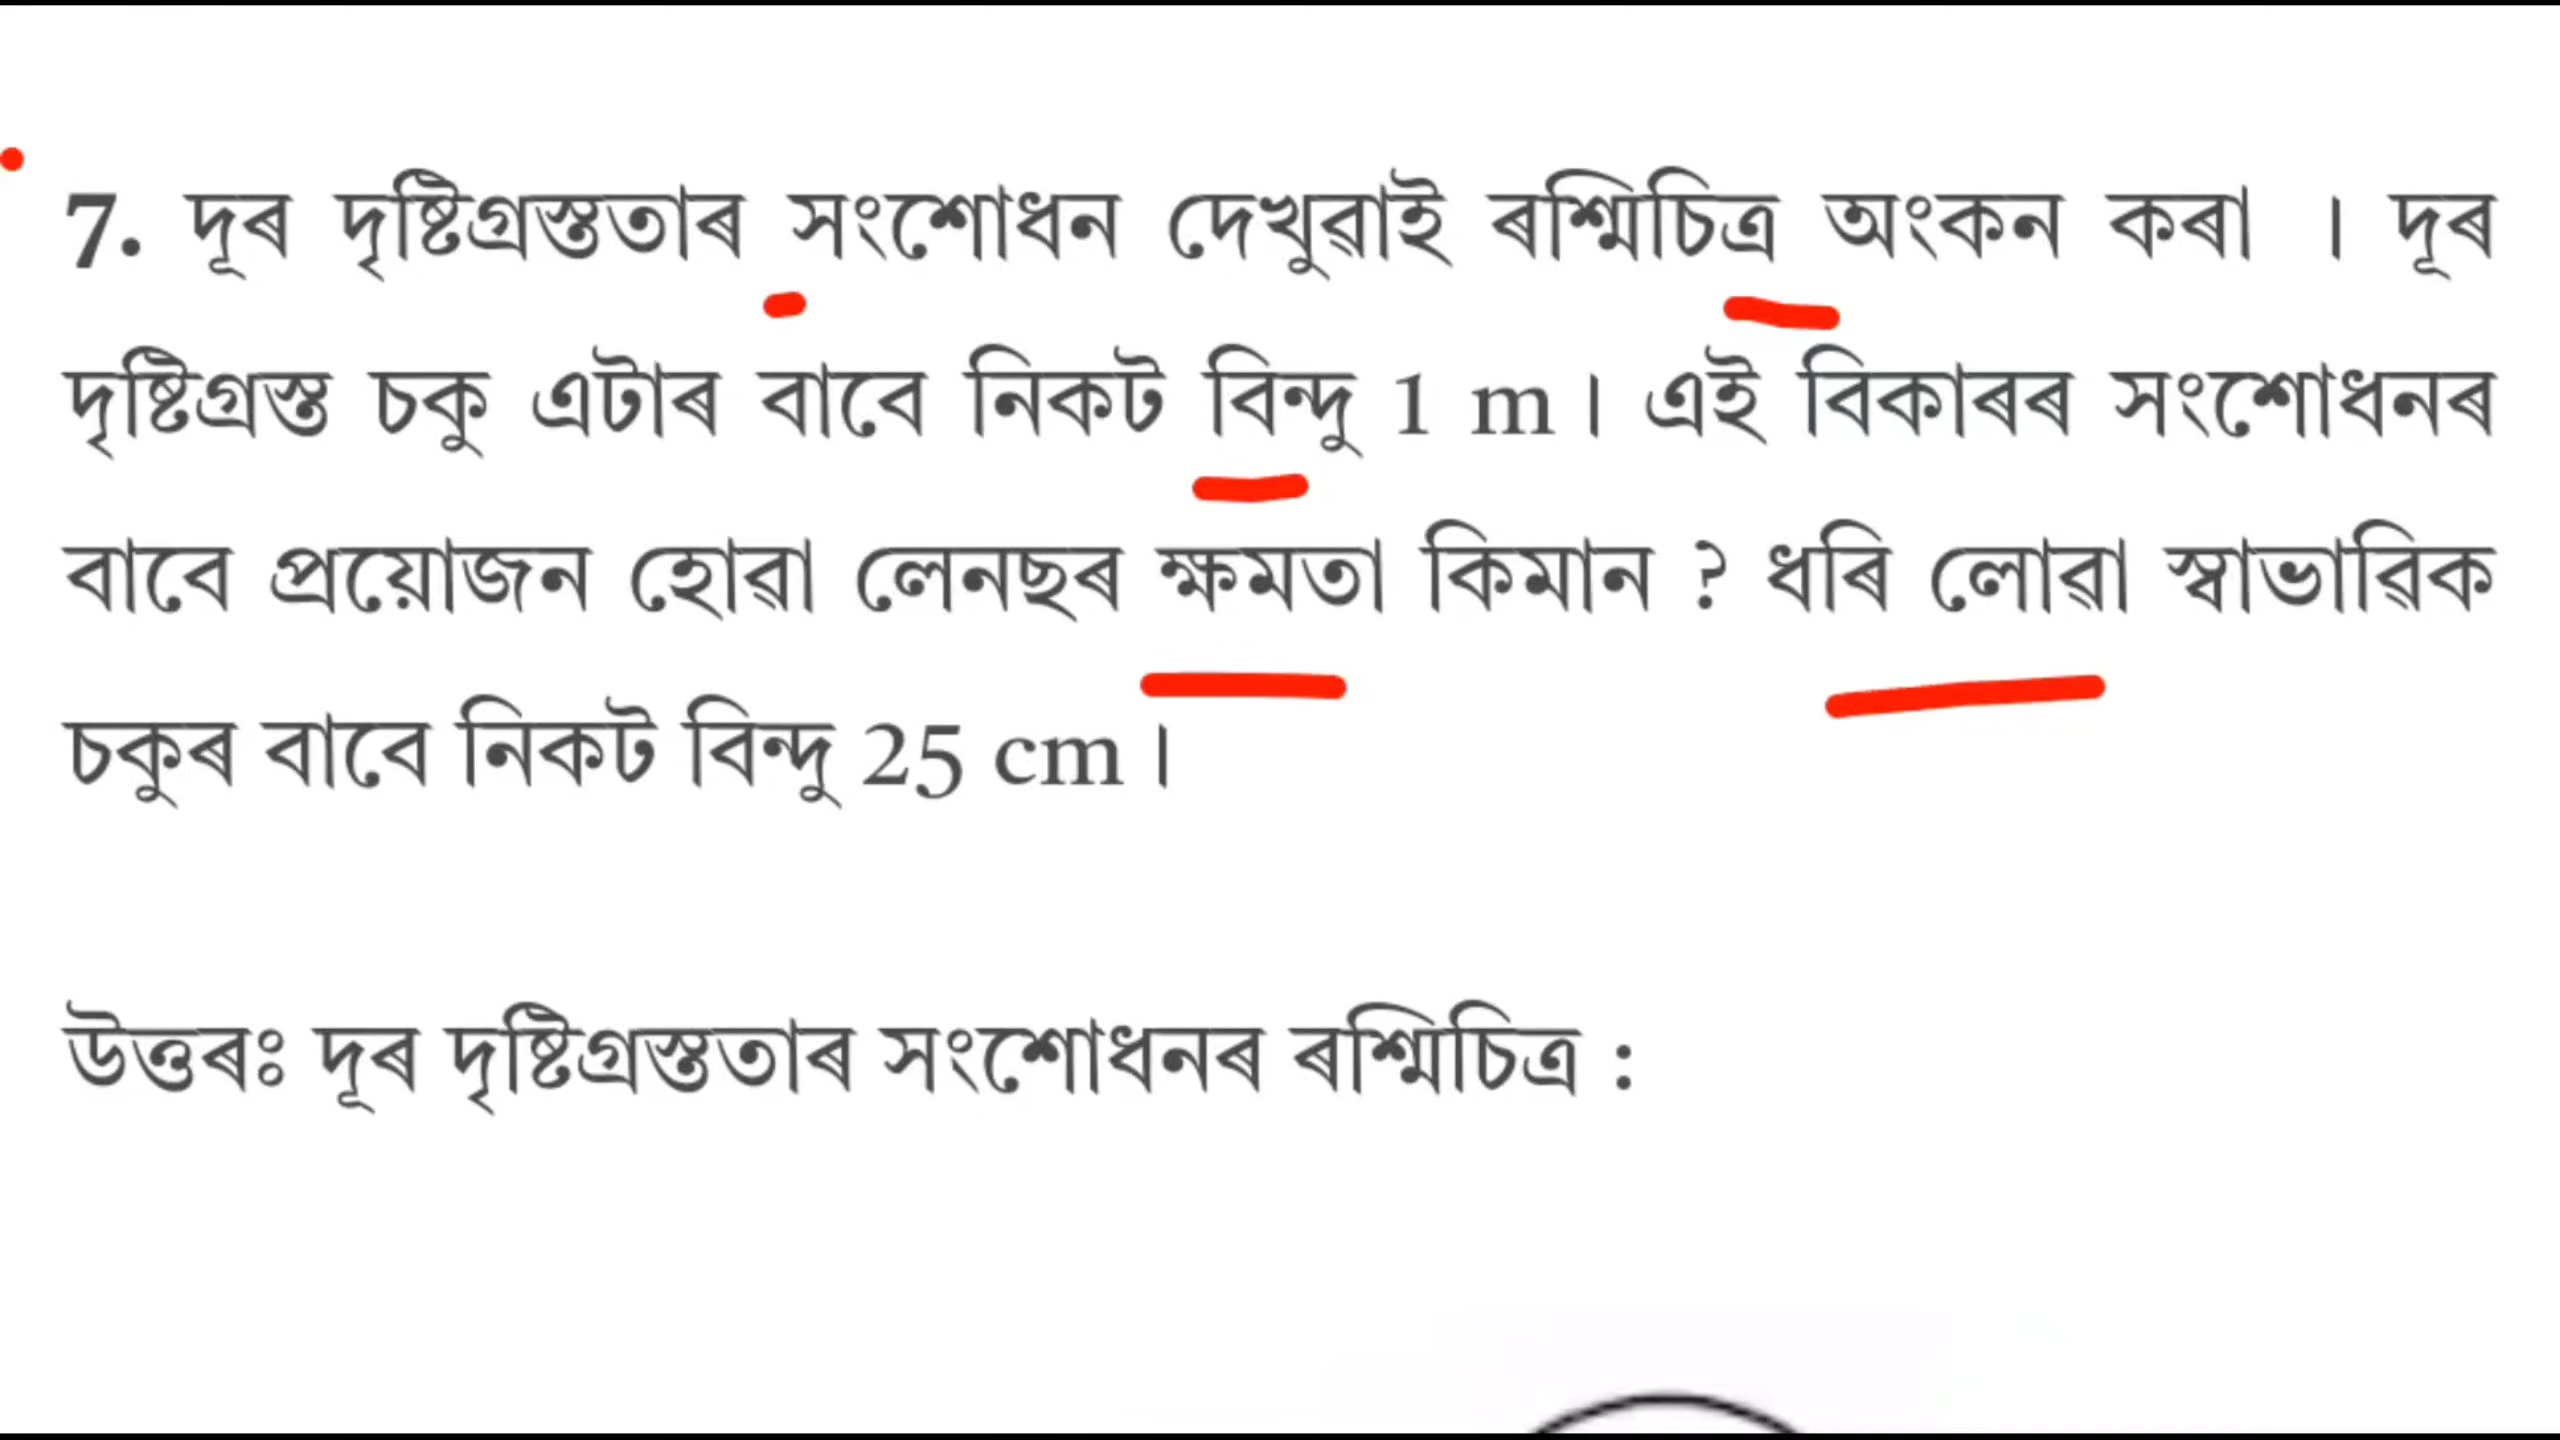 7. দূৰ দৃষ্টিগ্ৰস্ততাৰ সংশোধন দেখুৱাই ৰশ্মিচিত্ৰ অংকন কৰা । দূৰ
দৃষ্টিগ্ৰস্ত চকু এটাৰ বাবে নিকট বিন্দু 1 m। এই বিকাৰৰ সংশোধনৰ
বাবে প্ৰয়োজন হোৱা লেনছৰ ক্ষমতা কিমান ? ধৰি লোৱা স্বাভাৱিক
চকুৰ বাবে নিকট বিন্দু 25 cm।
উত্তৰঃ দূৰ দৃষ্টিগ্ৰস্ততাৰ সংশোধনৰ ৰশ্মিচিত্ৰ :